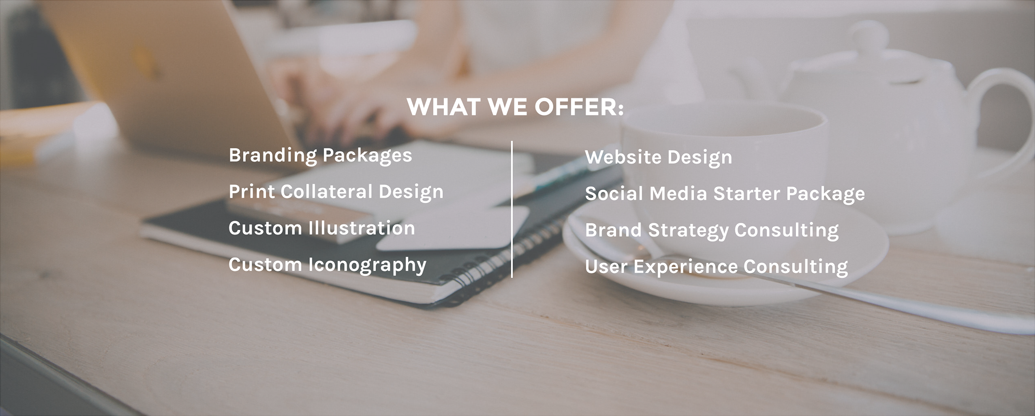 WHAT WE OFFER:
Branding Packages
Print Collateral Design
Custom Illustration
Custom Iconography
Website Design
Social Media Starter Package
Brand Strategy Consulting
User Experience Consulting